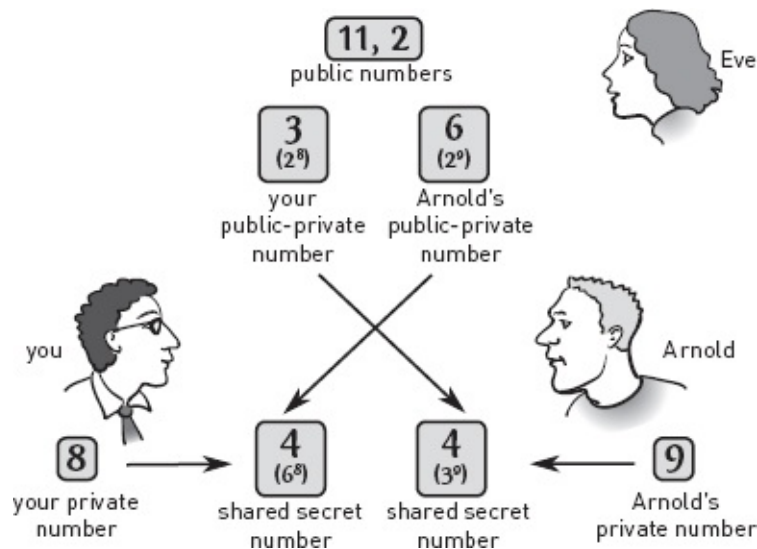 11, 2
public numbers
Eve
3
(2⁸)
your
public-private
number
6
(2⁹)
Arnold's
public-private
number
you
Arnold
8
your private
number
4
(6⁸)
shared secret
number
4
(3⁹)
shared secret
number
9
Arnold's
private number